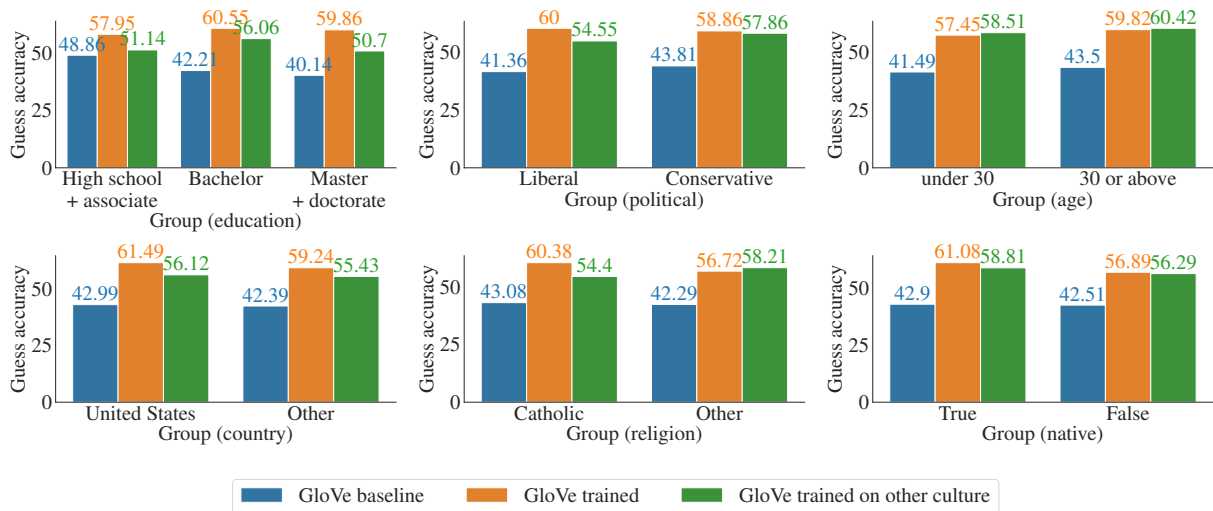 Guess accuracy
50
25
0
48.86
57.95
51.14
42.21
60.55
56.06
40.14
59.86
50.7
High school
+ associate
Bachelor
Master
+ doctorate
Group (education)
Guess accuracy
50
25
0
41.36
60
54.55
43.81
58.86
57.86
Liberal
Conservative
Group (political)
Guess accuracy
50
25
0
41.49
57.45
58.51
43.5
59.82
60.42
under 30
30 or above
Group (age)
Guess accuracy
50
25
0
42.99
61.49
56.12
42.39
59.24
55.43
United States
Other
Group (country)
Guess accuracy
50
25
0
43.08
60.38
54.4
42.29
56.72
58.21
Catholic
Other
Group (religion)
Guess accuracy
50
25
0
42.9
61.08
58.81
42.51
56.89
56.29
True
False
Group (native)
GloVe baseline
GloVe trained
GloVe trained on other culture